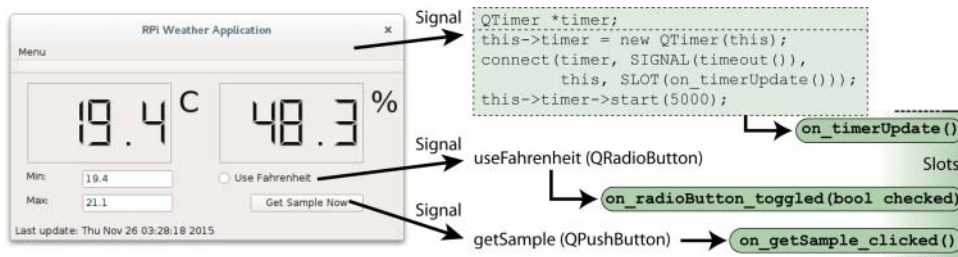 RPi Weather Application
×
Menu
19.4 C
48.3 %
Min: 19.4
Use Fahrenheit
Max: 21.1
Get Sample Now
Last update: Thu Nov 26 03:28:18 2015
Signal
QTimer *timer;
this->timer = new QTimer(this);
connect(timer, SIGNAL(timeout()),
this, SLOT(on_timerUpdate()));
this->timer->start(5000);
on_timerUpdate()
Signal
useFahrenheit (QRadioButton)
Slots
on_radioButton_toggled(bool checked)
Signal
getSample (QPushButton)
on_getSample_clicked()